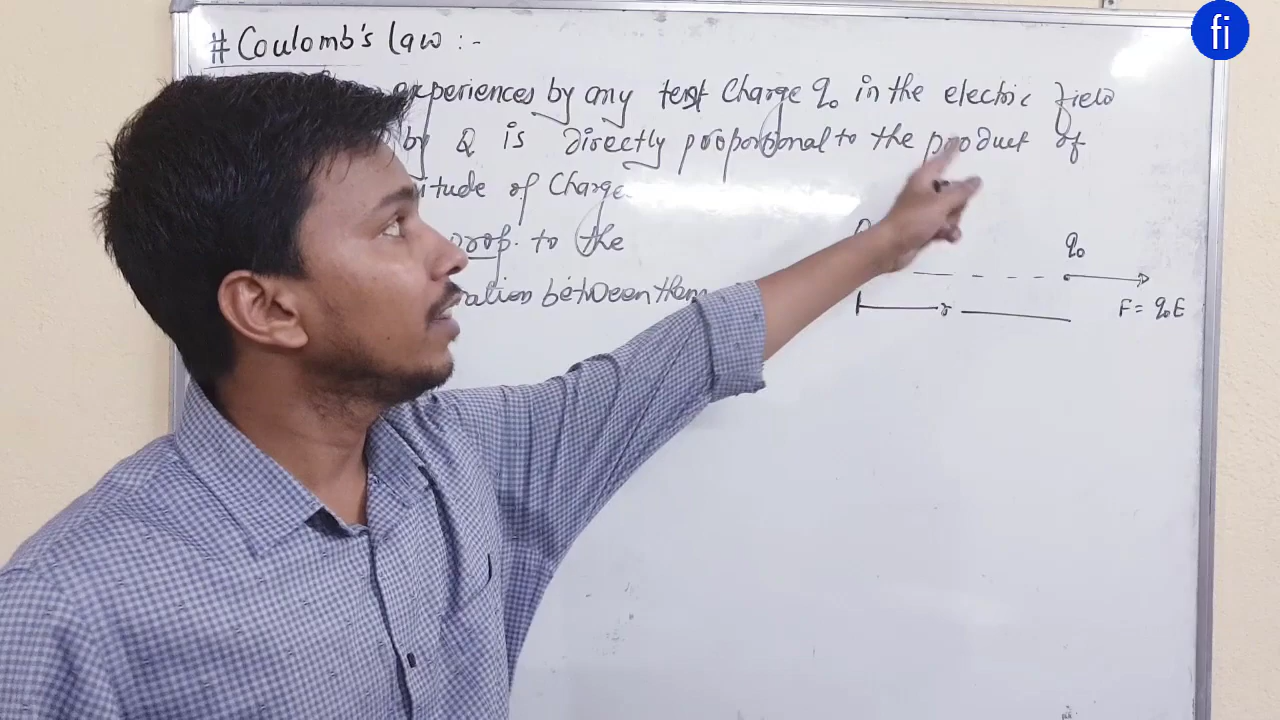 # Coulomb's law :-
experiences by any test Charge q₀ in the electric field
by Q is directly proportional to the product of
itude of Charge
prop. to the
ration between them
q₀
r
F = q₀E
fi